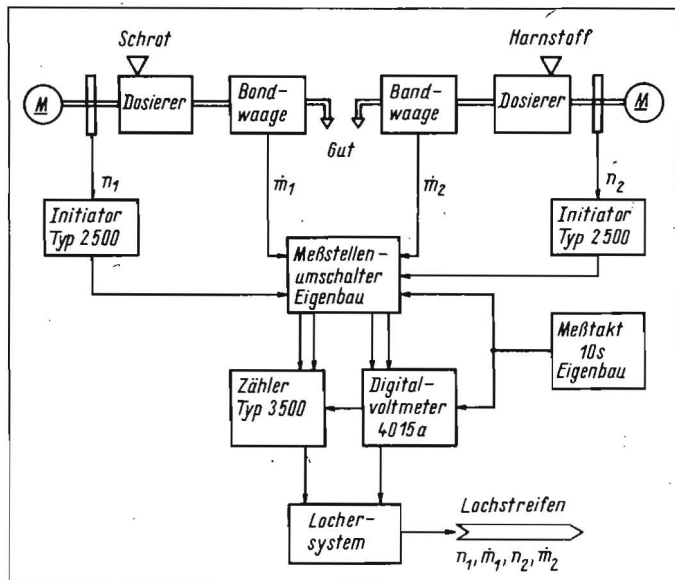 Schrot
Harnstoff
M
Dosierer
Band-
waage
Band-
waage
Dosierer
M
Gut
n₁
ṁ₁
ṁ₂
n₂
Initiator
Typ 2500
Meßstellen-
umschalter
Eigenbau
Initiator
Typ 2500
Zähler
Typ 3500
Digital-
voltmeter
4015a
Meßtakt
10s
Eigenbau
Locher-
system
Lochstreifen
n₁, ṁ₁, n₂, ṁ₂